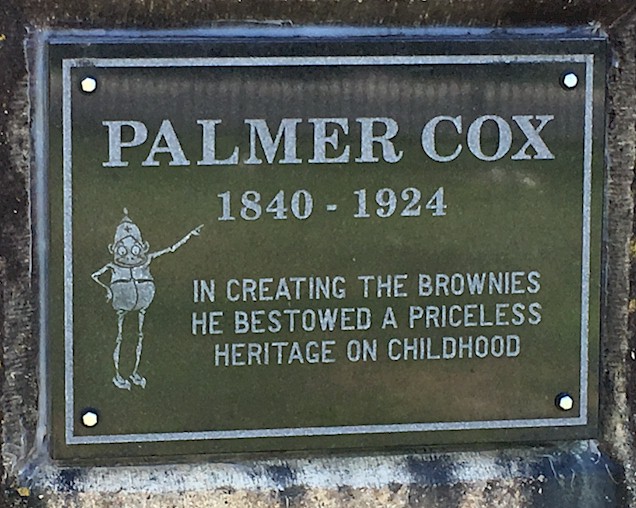 PALMER COX
1840 - 1924
IN CREATING THE BROWNIES
HE BESTOWED A PRICELESS
HERITAGE ON CHILDHOOD